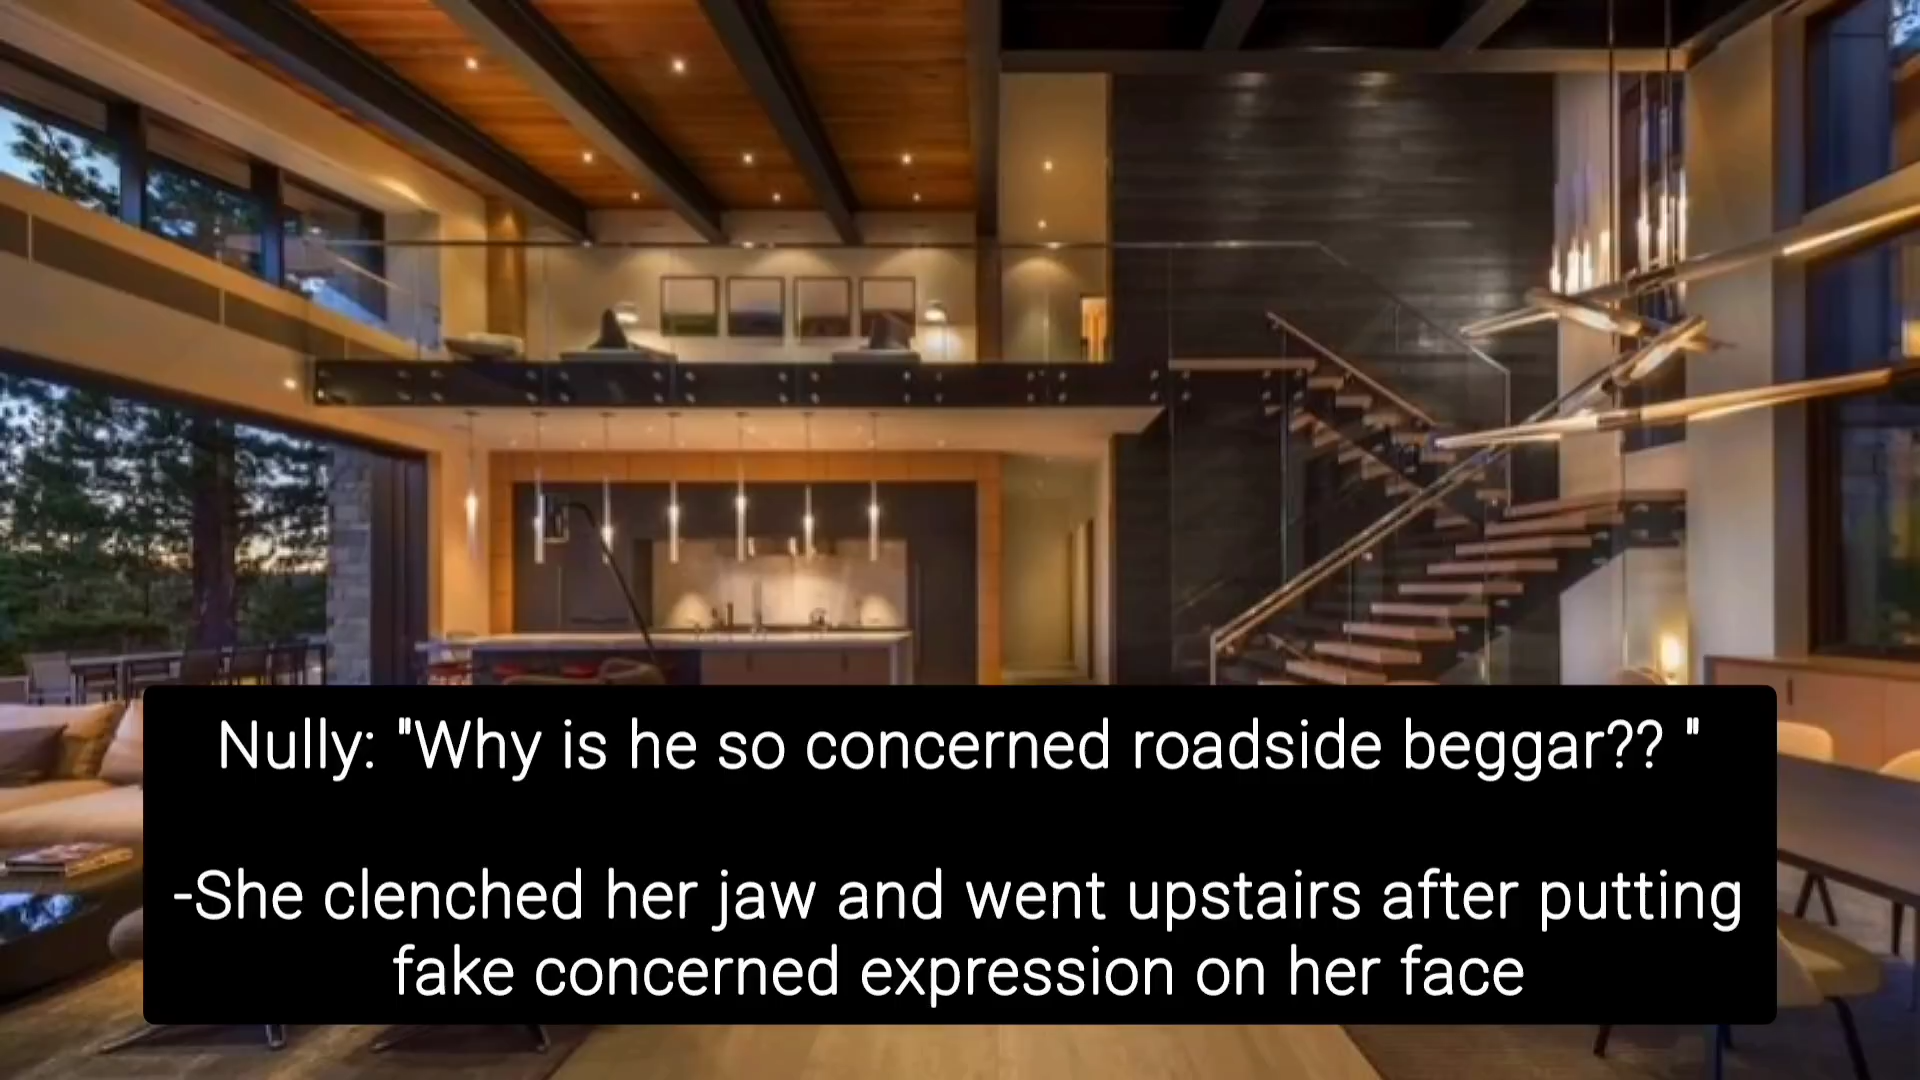 Nully: "Why is he so concerned roadside beggar?? "
-She clenched her jaw and went upstairs after putting
fake concerned expression on her face